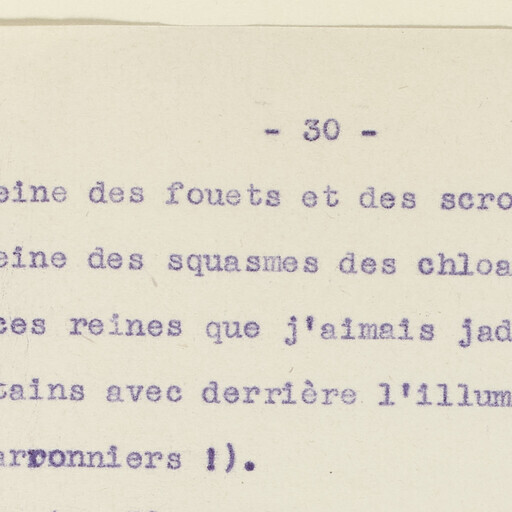 - 30 -
eine des fouets et des scro
eine des squasmes des chloa
ces reines que j'aimais jad
tains avec derrière l'illum
arronniers !).